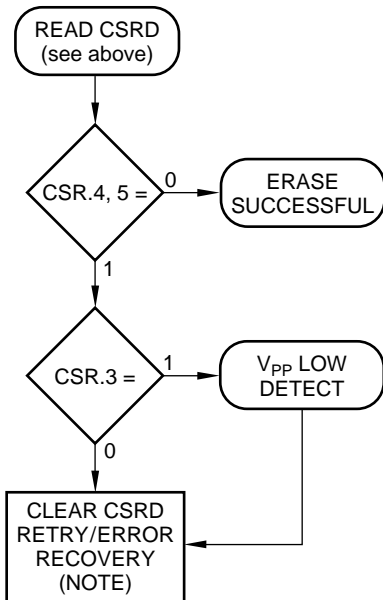 READ CSRD
(see above)
CSR.4, 5 =
0
ERASE
SUCCESSFUL
1
CSR.3 =
1
VPP LOW
DETECT
0
CLEAR CSRD
RETRY/ERROR
RECOVERY
(NOTE)